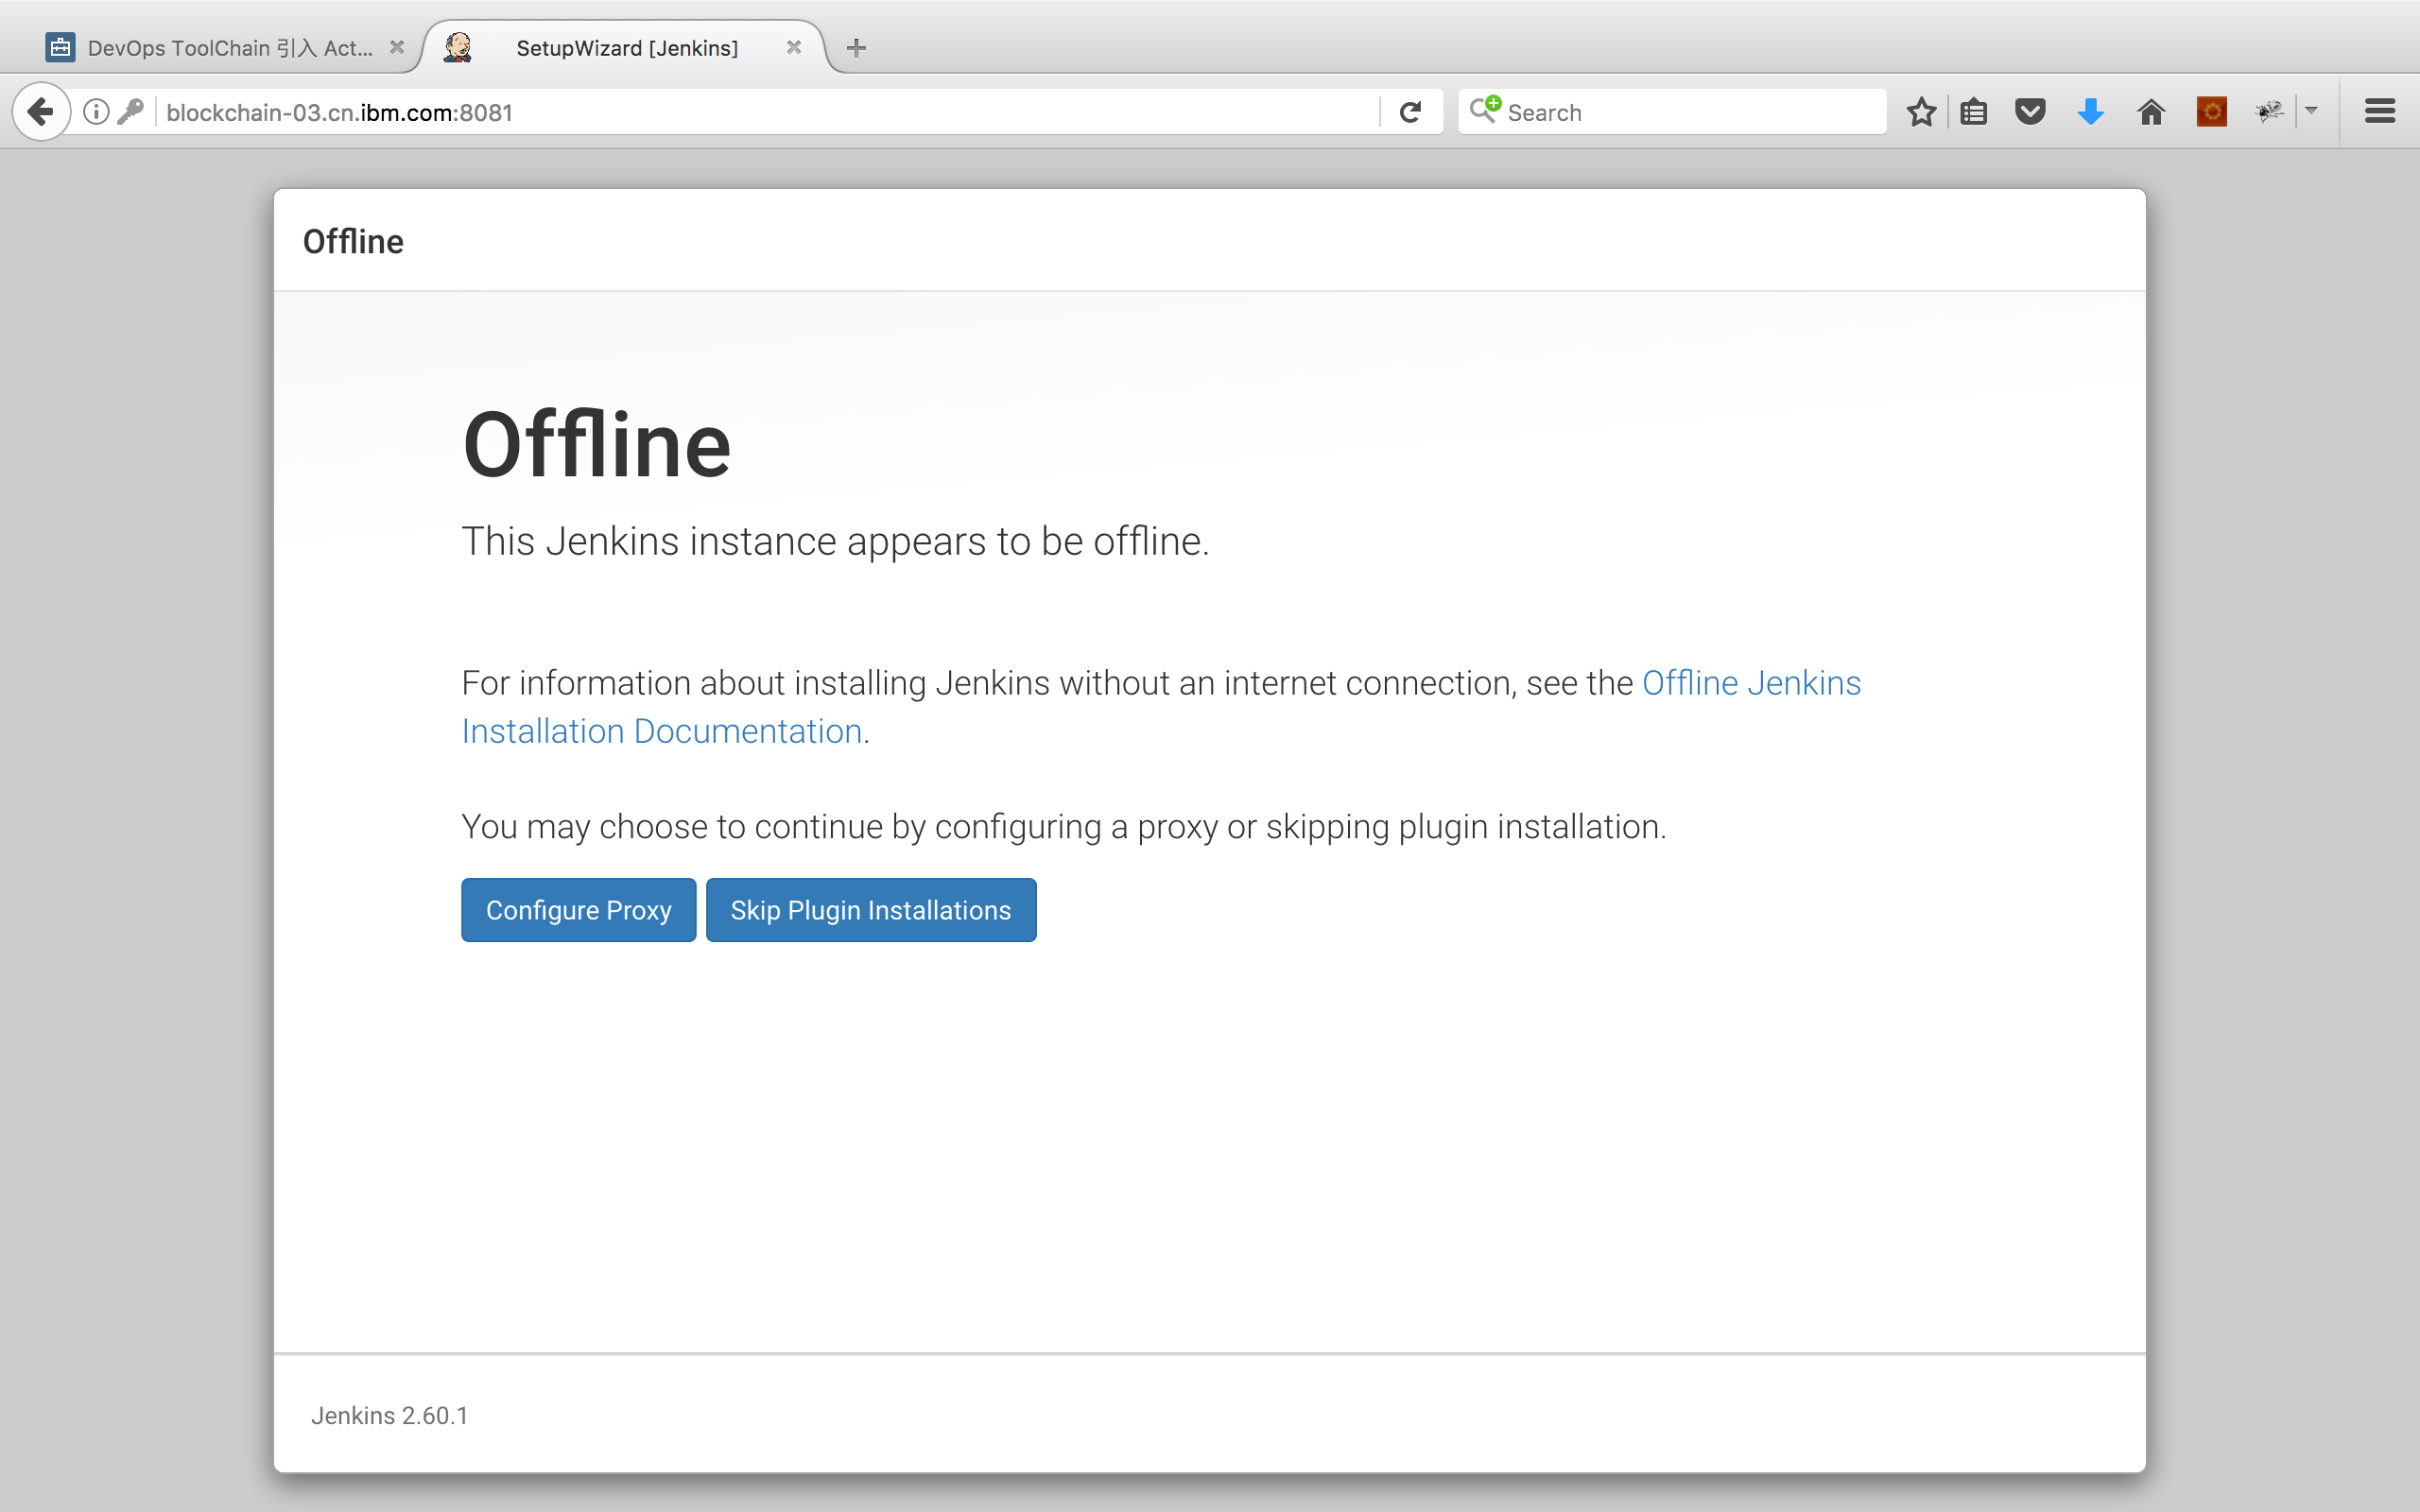 DevOps ToolChain 引入 Act...
SetupWizard [Jenkins]
blockchain-03.cn.ibm.com:8081
Search
Offline
Offline
This Jenkins instance appears to be offline.
For information about installing Jenkins without an internet connection, see the Offline Jenkins
Installation Documentation.
You may choose to continue by configuring a proxy or skipping plugin installation.
Configure Proxy
Skip Plugin Installations
Jenkins 2.60.1